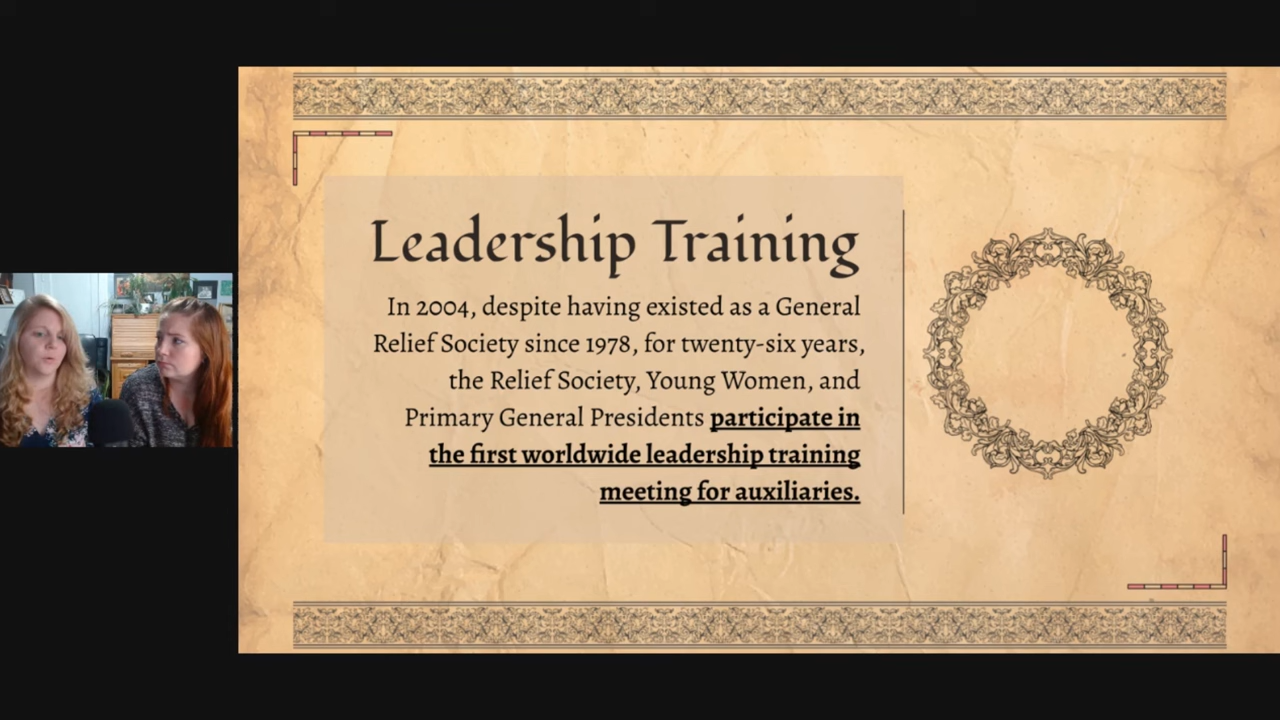 Leadership Training
In 2004, despite having existed as a General
Relief Society since 1978, for twenty-six years,
the Relief Society, Young Women, and
Primary General Presidents participate in
the first worldwide leadership training
meeting for auxiliaries.